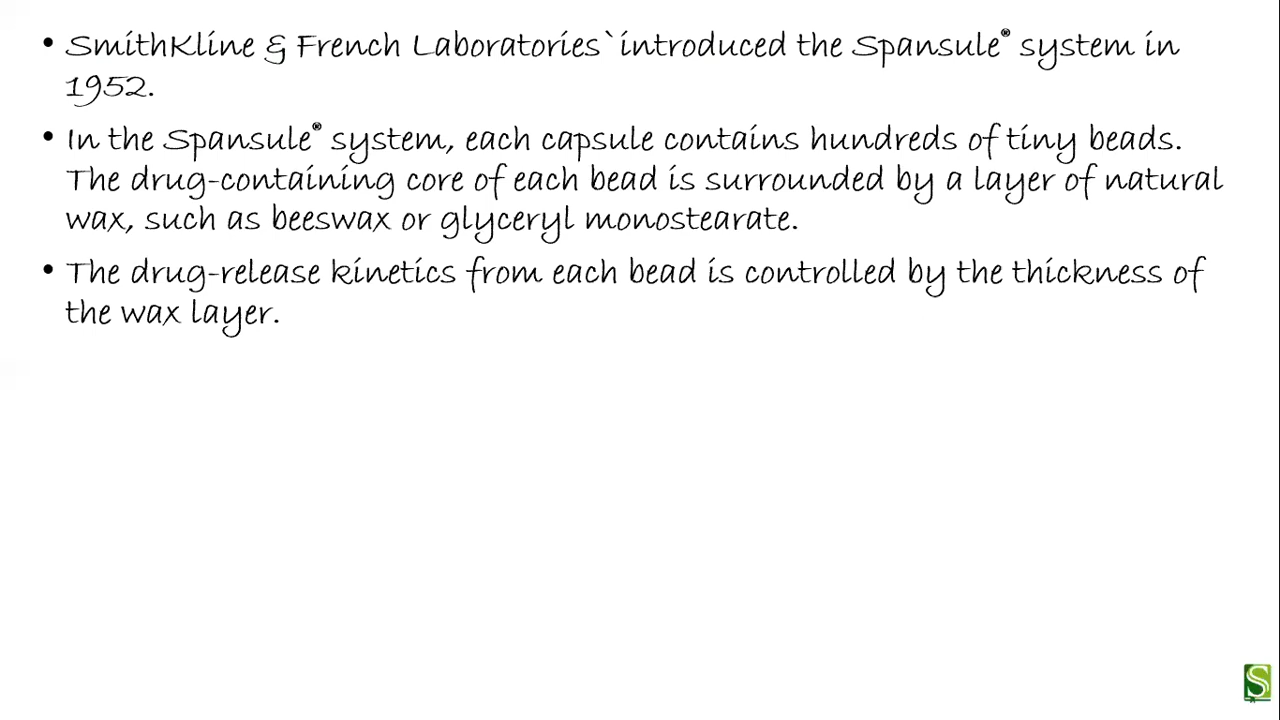 • SmithKline & French Laboratories`introduced the Spansule® system in
1952.
• In the Spansule® system, each capsule contains hundreds of tiny beads.
The drug-containing core of each bead is surrounded by a layer of natural
wax, such as beeswax or glyceryl monostearate.
• The drug-release kinetics from each bead is controlled by the thickness of
the wax layer.
S